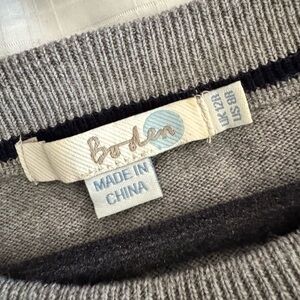 Boden
MADE IN
CHINA
UK 12R
US 8R